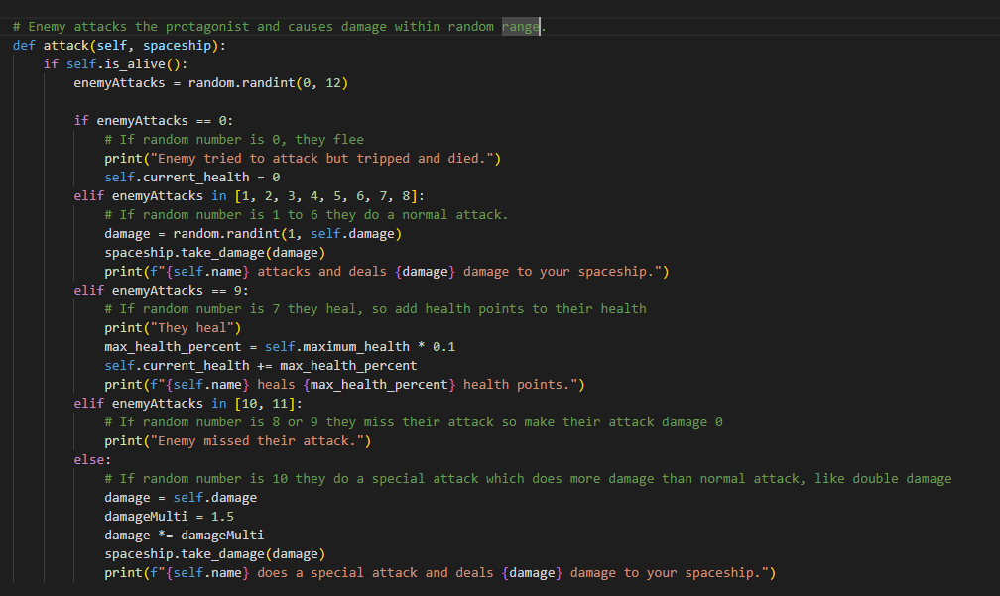 # Enemy attacks the protagonist and causes damage within random range.
def attack(self, spaceship):
    if self.is_alive():
        enemyAttacks = random.randint(0, 12)

        if enemyAttacks == 0:
            # If random number is 0, they flee
            print("Enemy tried to attack but tripped and died.")
            self.current_health = 0
        elif enemyAttacks in [1, 2, 3, 4, 5, 6, 7, 8]:
            # If random number is 1 to 6 they do a normal attack.
            damage = random.randint(1, self.damage)
            spaceship.take_damage(damage)
            print(f"{self.name} attacks and deals {damage} damage to your spaceship.")
        elif enemyAttacks == 9:
            # If random number is 7 they heal, so add health points to their health
            print("They heal")
            max_health_percent = self.maximum_health * 0.1
            self.current_health += max_health_percent
            print(f"{self.name} heals {max_health_percent} health points.")
        elif enemyAttacks in [10, 11]:
            # If random number is 8 or 9 they miss their attack so make their attack damage 0
            print("Enemy missed their attack.")
        else:
            # If random number is 10 they do a special attack which does more damage than normal attack, like double damage
            damage = self.damage
            damageMulti = 1.5
            damage *= damageMulti
            spaceship.take_damage(damage)
            print(f"{self.name} does a special attack and deals {damage} damage to your spaceship.")